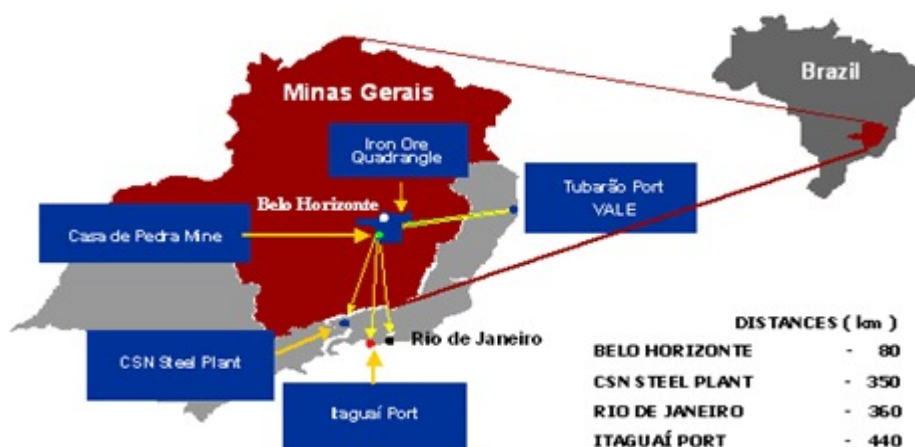 Minas Gerais
Brazil
Iron Ore
Quadrangle
Tubarão Port
VALE
Belo Horizonte
Casa de Pedra Mine
CSN Steel Plant
Rio de Janeiro
Itaguaí Port
DISTANCES ( km )
BELO HORIZONTE - 80
CSN STEEL PLANT - 350
RIO DE JANEIRO - 360
ITAGUAÍ PORT - 440